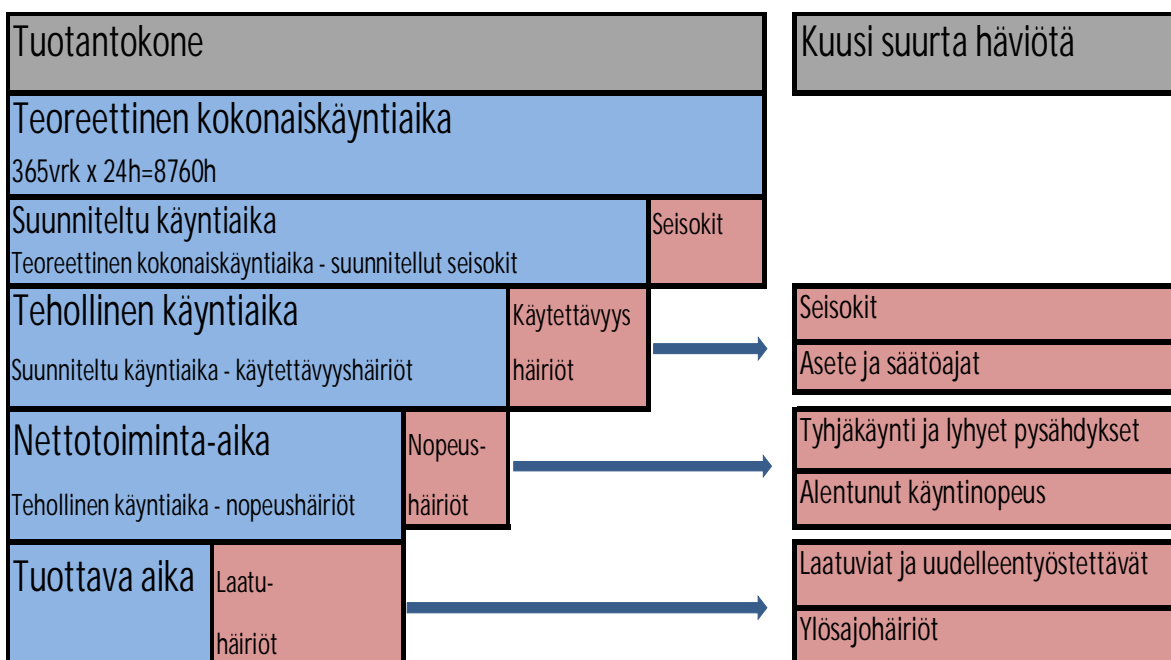 Tuotantokone
Kuusi suurta häviötä
Teoreettinen kokonaiskäyntiaika
365vrk x 24h=8760h
Suunniteltu käyntiaika
Seisokit
Teoreettinen kokonaiskäyntiaika - suunnitellut seisokit
Tehollinen käyntiaika
Käytettävyys
Suunniteltu käyntiaika - käytettävyyshäiriöt
häiriöt
Seisokit
Asete ja säätöajat
Nettotoiminta-aika
Nopeus-
Tehollinen käyntiaika - nopeushäiriöt
häiriöt
Tyhjäkäynti ja lyhyet pysähdykset
Alentunut käyntinopeus
Tuottava aika
Laatu-
häiriöt
Laatuviat ja uudelleentyöstettävät
Ylösajohäiriöt